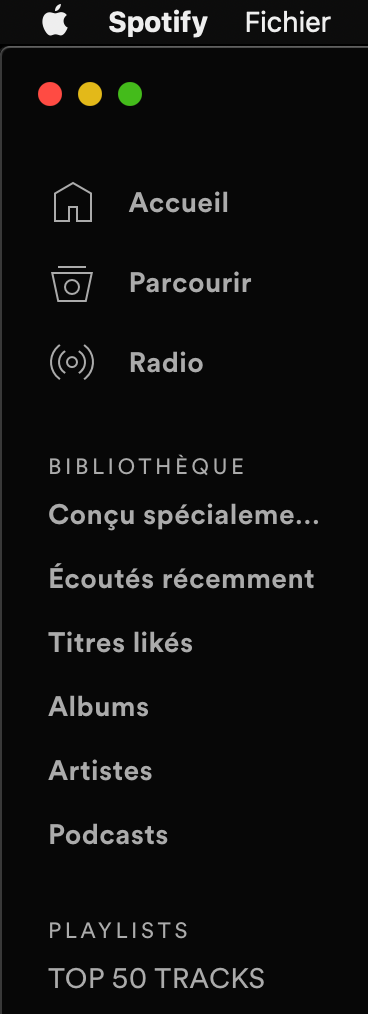 Spotify Fichier
Accueil
Parcourir
Radio
BIBLIOTHÈQUE
Conçu spécialeme...
Écoutés récemment
Titres likés
Albums
Artistes
Podcasts
PLAYLISTS
TOP 50 TRACKS